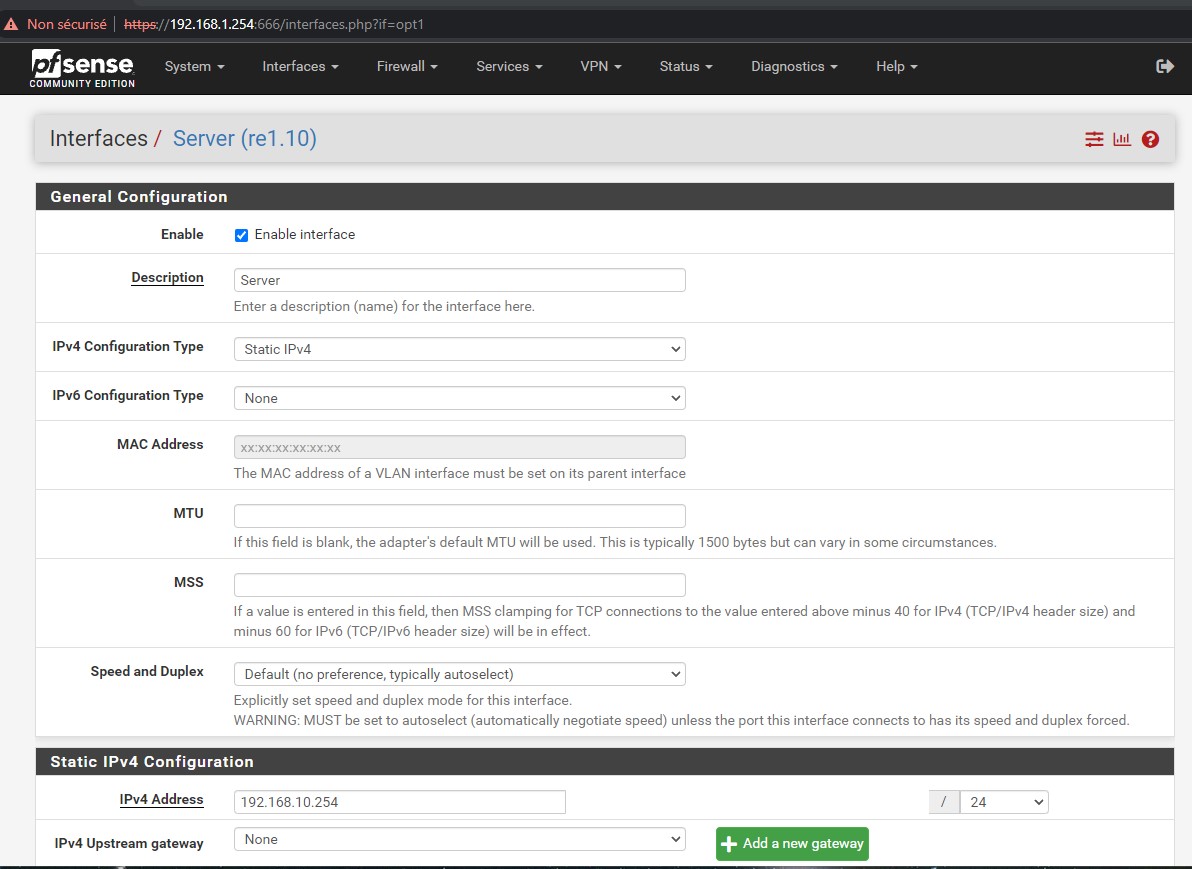 Non sécurisé https://192.168.1.254:666/interfaces.php?if=opt1
pfsense COMMUNITY EDITION
System Interfaces Firewall Services VPN Status Diagnostics Help
Interfaces / Server (re1.10)
General Configuration
Enable Enable interface
Description Server
Enter a description (name) for the interface here.
IPv4 Configuration Type Static IPv4
IPv6 Configuration Type None
MAC Address xx:xx:xx:xx:xx:xx
The MAC address of a VLAN interface must be set on its parent interface
MTU
If this field is blank, the adapter's default MTU will be used. This is typically 1500 bytes but can vary in some circumstances.
MSS
If a value is entered in this field, then MSS clamping for TCP connections to the value entered above minus 40 for IPv4 (TCP/IPv4 header size) and
minus 60 for IPv6 (TCP/IPv6 header size) will be in effect.
Speed and Duplex Default (no preference, typically autoselect)
Explicitly set speed and duplex mode for this interface.
WARNING: MUST be set to autoselect (automatically negotiate speed) unless the port this interface connects to has its speed and duplex forced.
Static IPv4 Configuration
IPv4 Address 192.168.10.254 / 24
IPv4 Upstream gateway None Add a new gateway